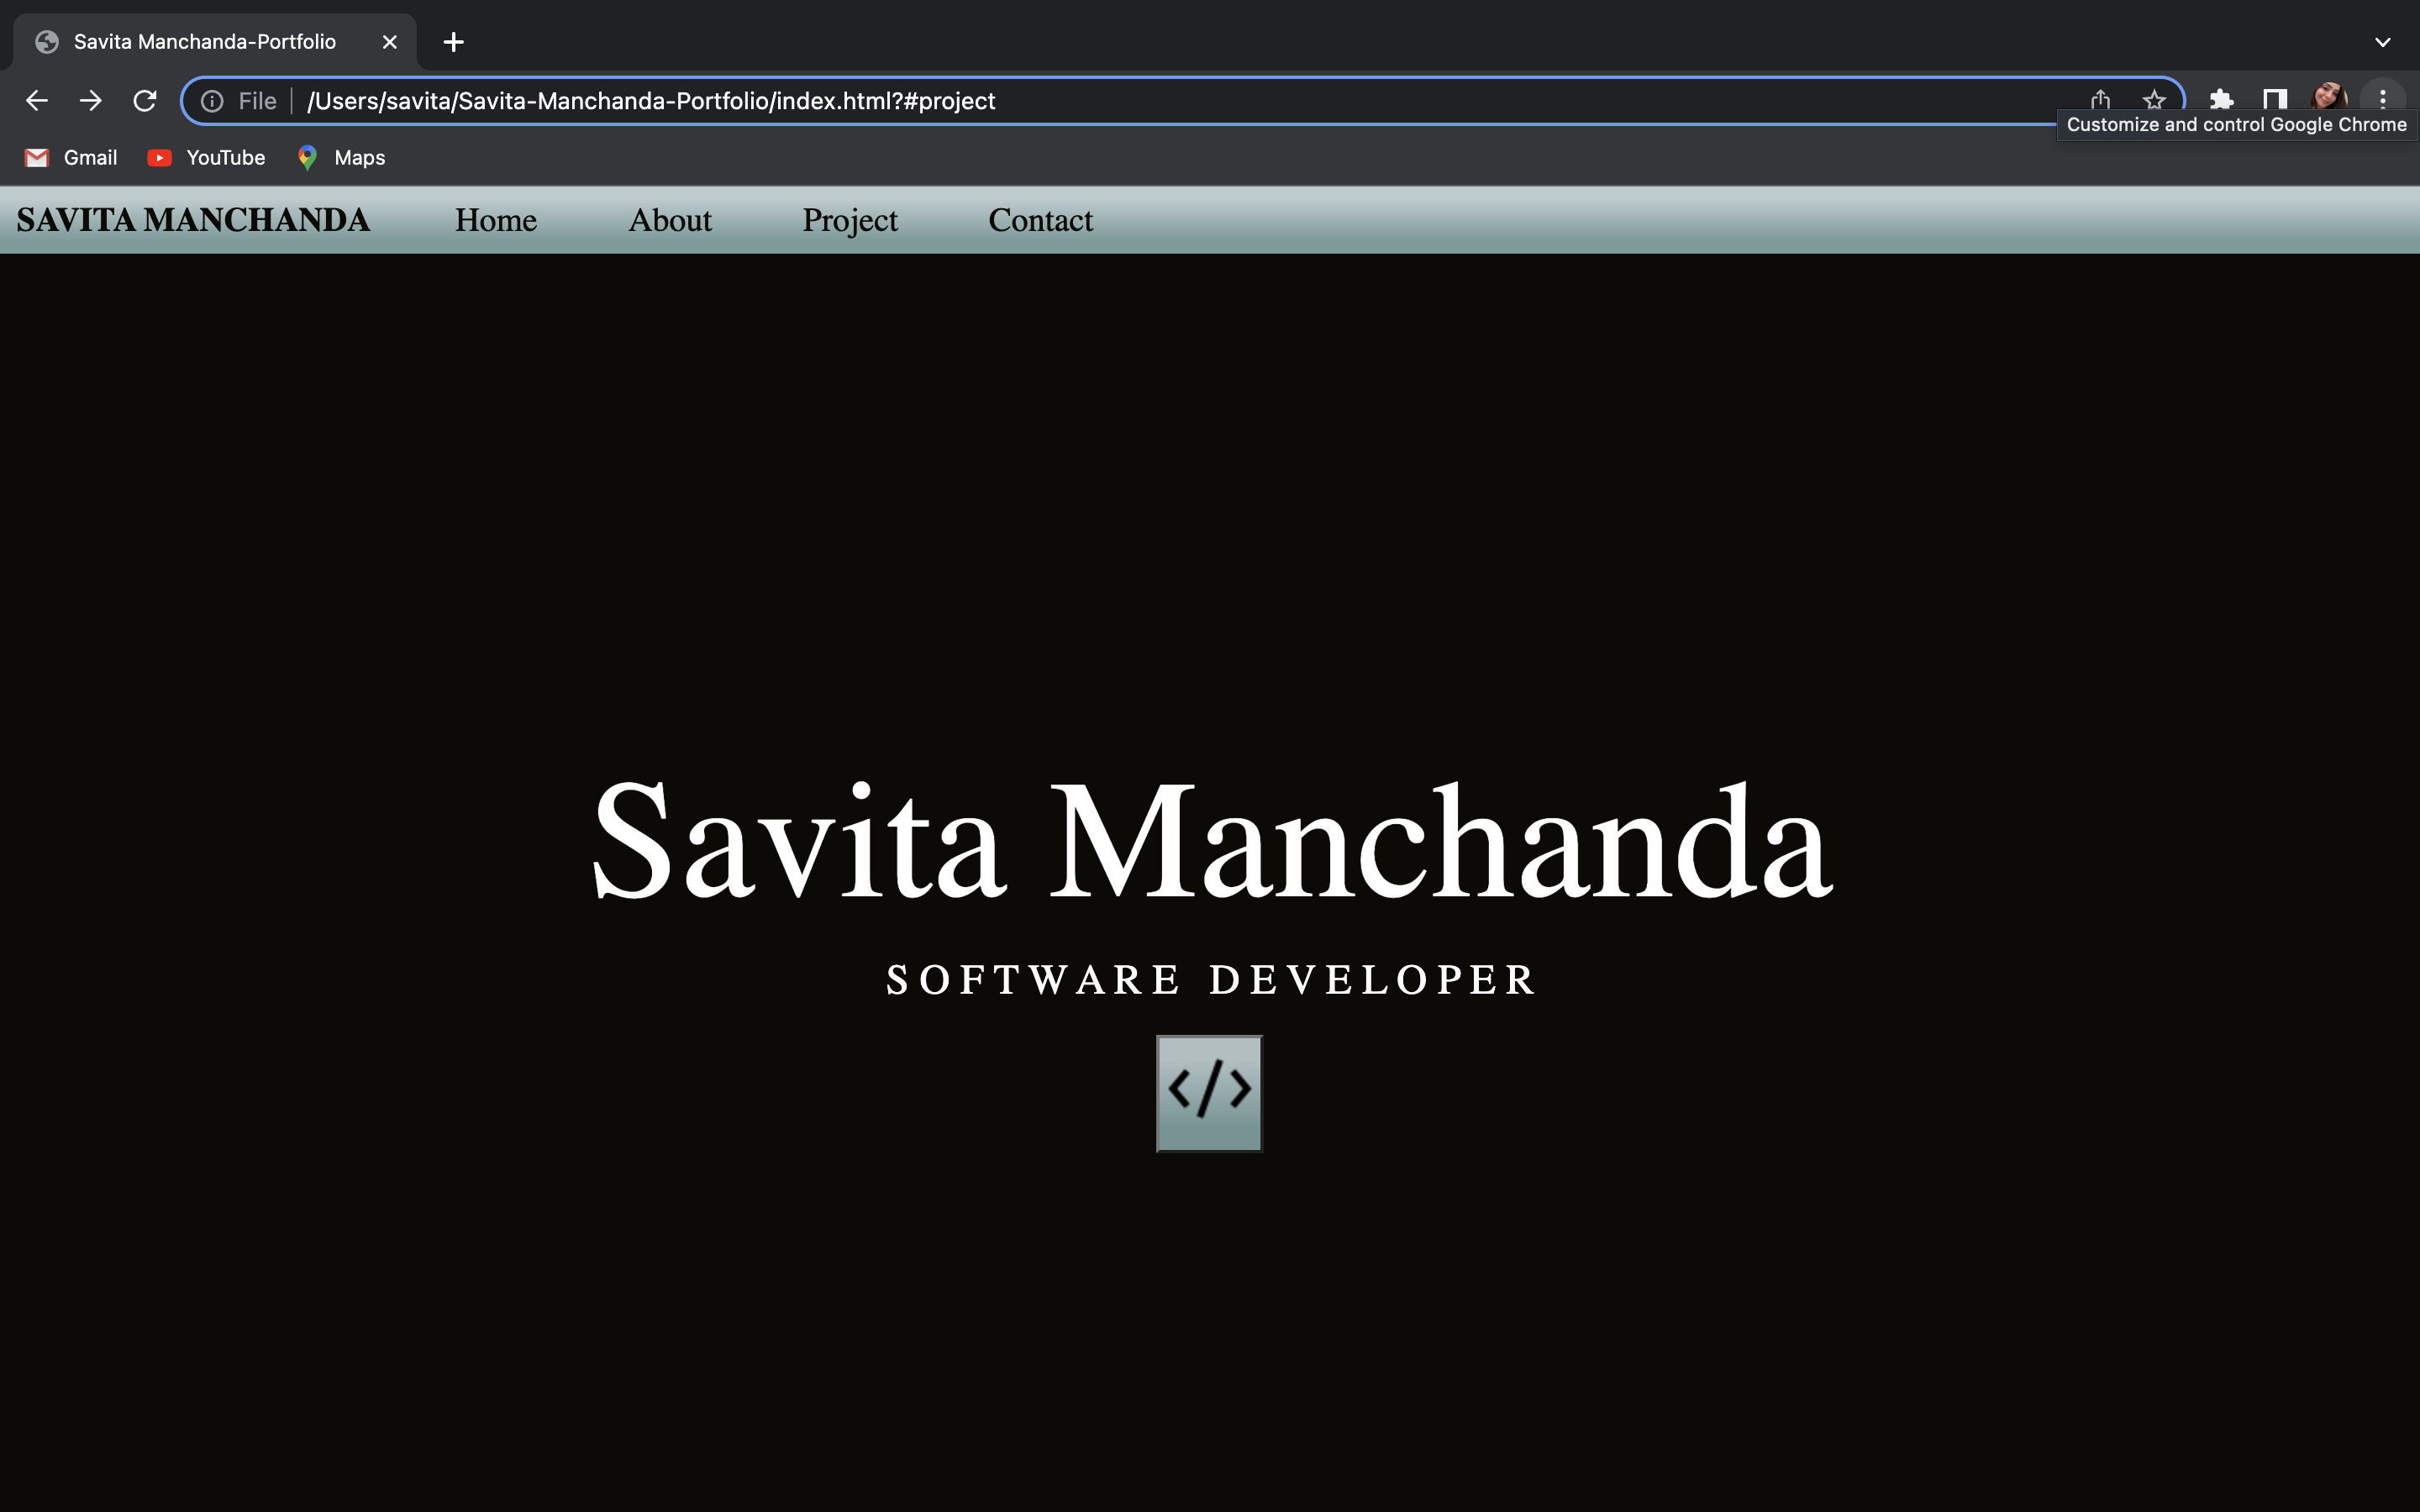 Savita Manchanda-Portfolio
File /Users/savita/Savita-Manchanda-Portfolio/index.html?#project
Customize and control Google Chrome
Gmail YouTube Maps
SAVITA MANCHANDA Home About Project Contact
Savita Manchanda
SOFTWARE DEVELOPER
</>